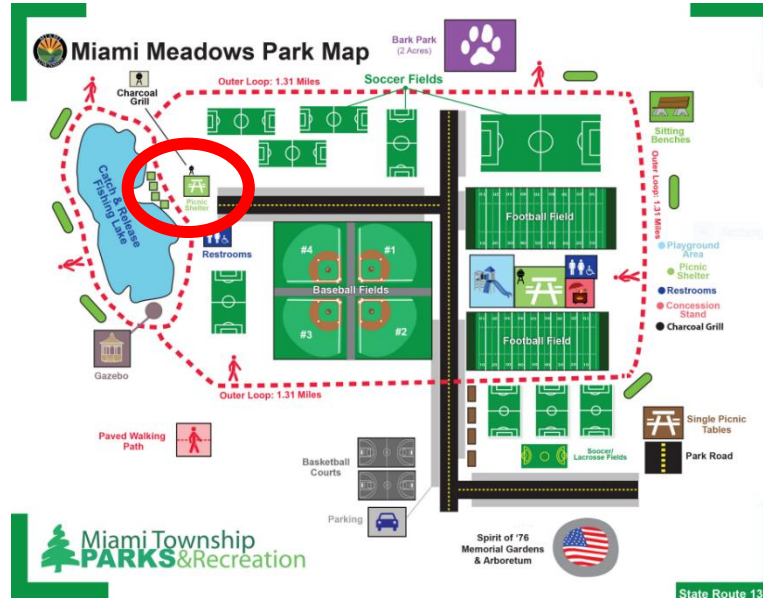 Miami Meadows Park Map
Bark Park
(2 Acres)
Charcoal
Grill
Outer Loop: 1.31 Miles
Soccer Fields
Sitting
Benches
Outer Loop: 1.31 Miles
Catch & Release
Fishing Lake
Picnic
Shelter
Football Field
Restrooms
#4
#1
Baseball Fields
#3
#2
Playground
Area
Picnic
Shelter
Restrooms
Concession
Stand
Charcoal Grill
Football Field
Gazebo
Outer Loop: 1.31 Miles
Paved Walking
Path
Single Picnic
Tables
Basketball
Courts
Soccer/
Lacrosse Fields
Park Road
Parking
Spirit of '76
Memorial Gardens
& Arboretum
Miami Township
PARKS&Recreation
State Route 13